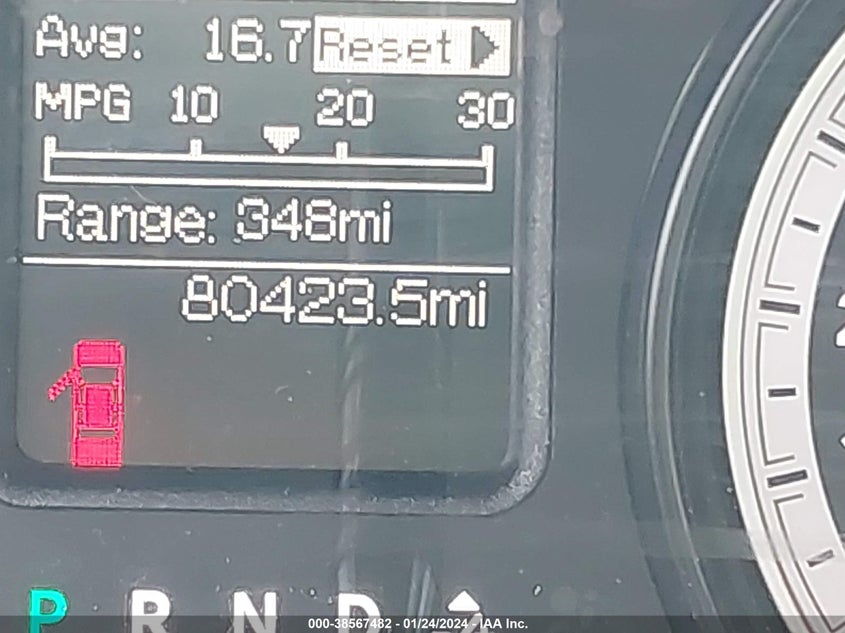 Avg: 16.7 Reset
MPG 10 20 30
Range: 348mi
80423.5mi
P R N D
000-38567482 - 01/24/2024 - IAA Inc.